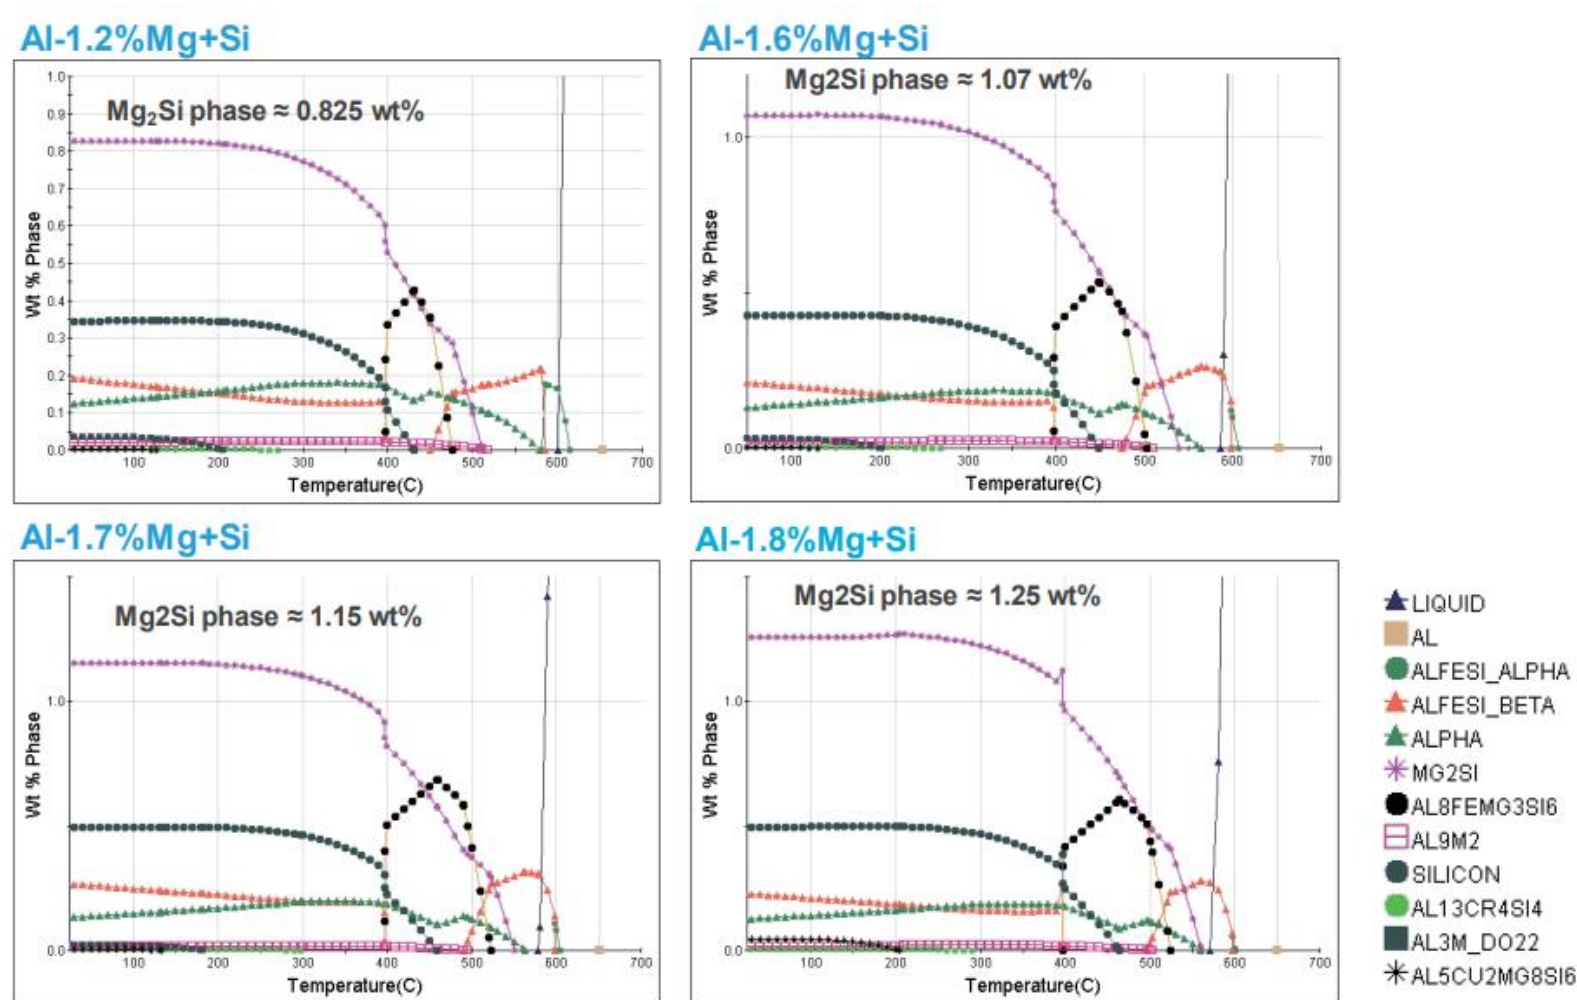 Al-1.2%Mg+Si
Mg₂Si phase ≈ 0.825 wt%
Wt % Phase
1.0
0.9
0.8
0.7
0.6
0.5
0.4
0.3
0.2
0.1
0.0
100 200 300 400 500 600 700
Temperature(C)
Al-1.6%Mg+Si
Mg2Si phase ≈ 1.07 wt%
Wt % Phase
1.0
0.0
100 200 300 400 500 600 700
Temperature(C)
Al-1.7%Mg+Si
Mg2Si phase ≈ 1.15 wt%
Wt % Phase
1.0
0.0
100 200 300 400 500 600 700
Temperature(C)
Al-1.8%Mg+Si
Mg2Si phase ≈ 1.25 wt%
Wt % Phase
1.0
0.0
100 200 300 400 500 600 700
Temperature(C)
LIQUID
AL
ALFESI_ALPHA
ALFESI_BETA
ALPHA
MG2SI
AL8FEMG3SI6
AL9M2
SILICON
AL13CR4SI4
AL3M_DO22
AL5CU2MG8SI6